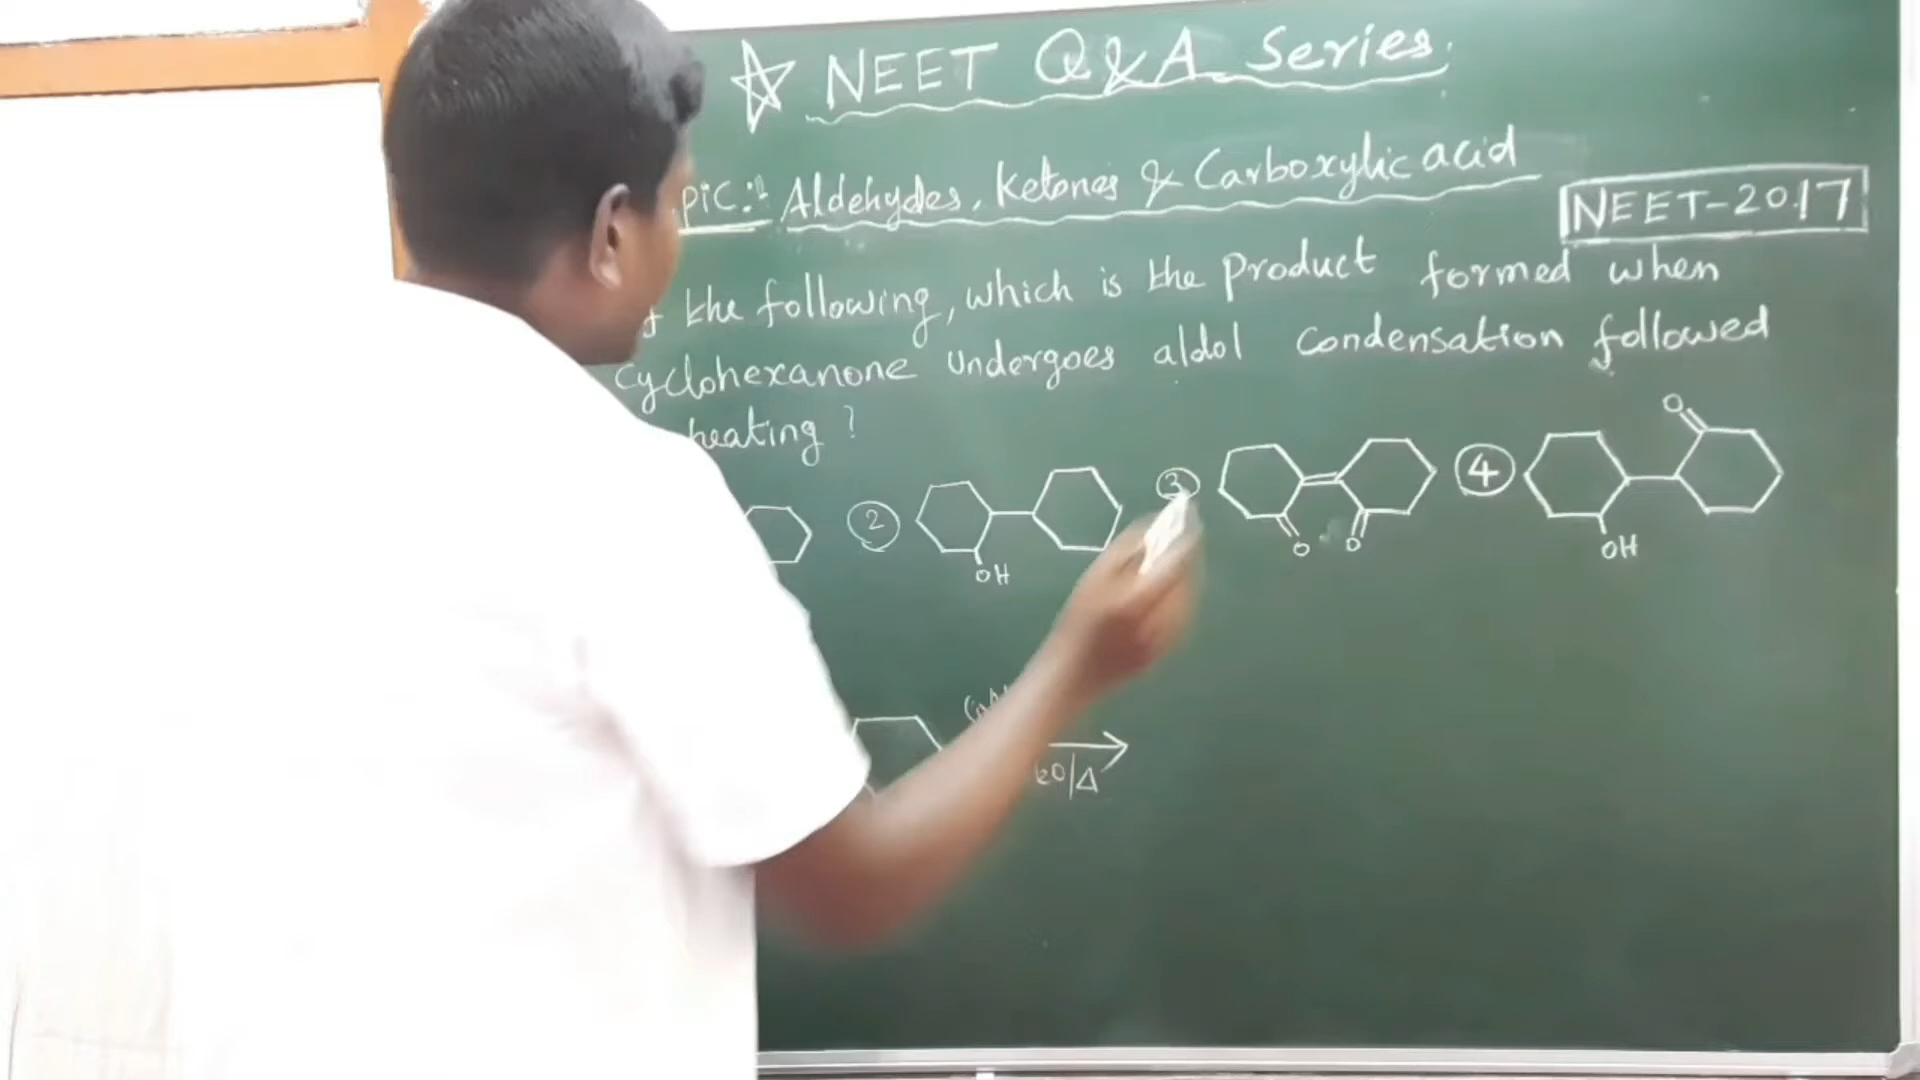 NEET Q&A Series.
PiC:- Aldehydes, Ketones & Carboxylic acid
NEET-2017
the following, which is the Product formed when
Cyclohexanone undergoes aldol condensation followed
heating?
2
3
4
O
OH
O O
OH
/Δ